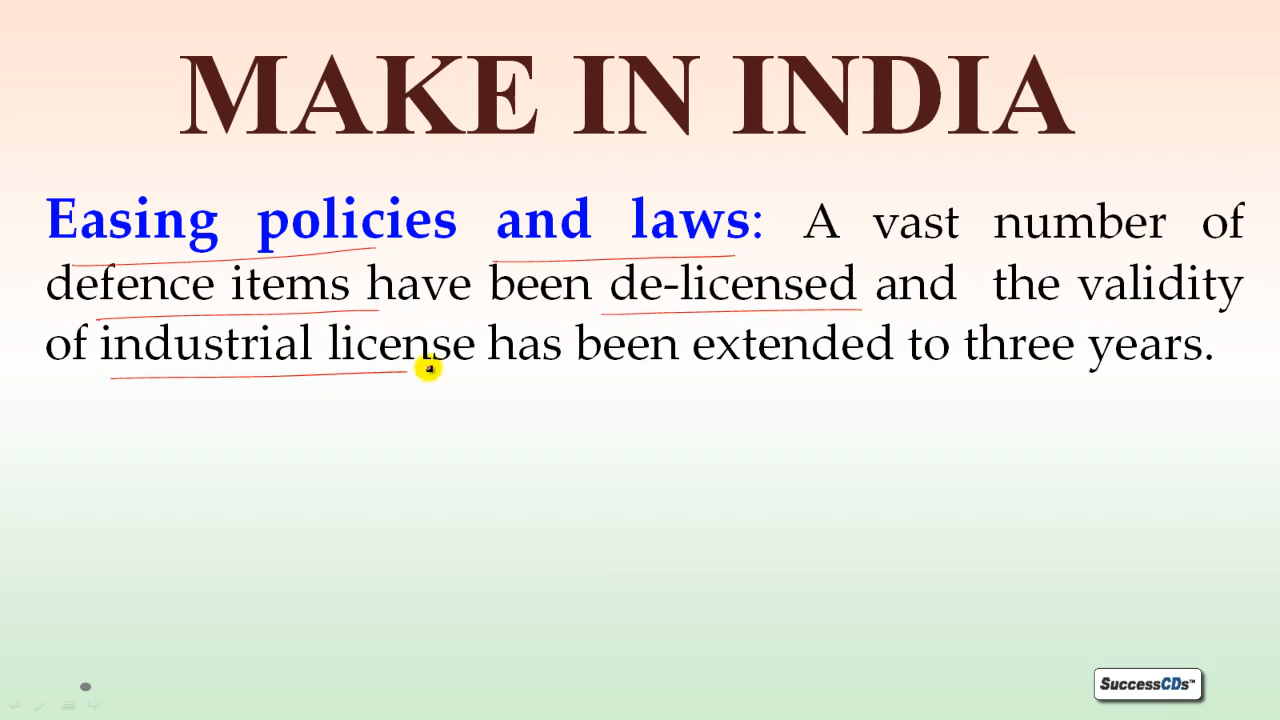 MAKE IN INDIA
Easing policies and laws: A vast number of
defence items have been de-licensed and the validity
of industrial license has been extended to three years.
SuccessCDs™